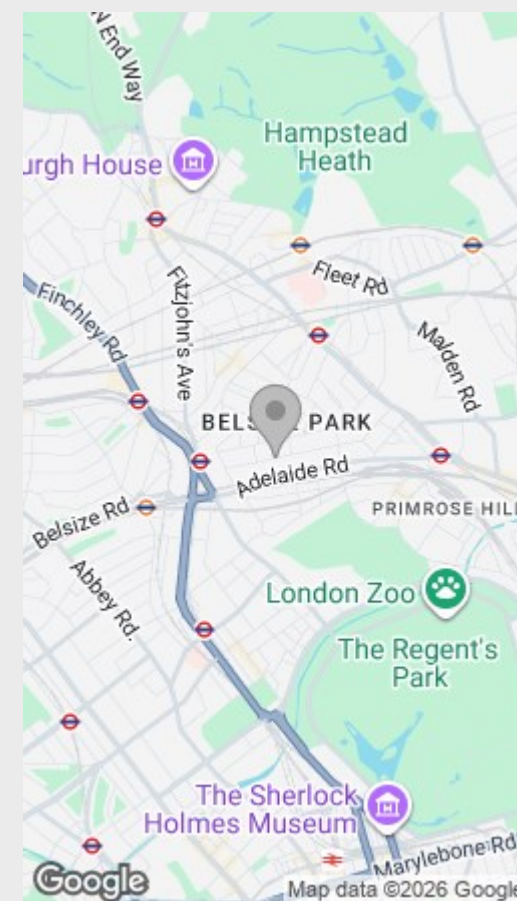 N End Way
Hampstead
Heath
urgh House
Fleet Rd
Fitzjohn's Ave
Finchley Rd
Malden Rd
BELS E PARK
Adelaide Rd
Belsize Rd
PRIMROSE HILL
Abbey Rd.
London Zoo
The Regent's
Park
The Sherlock
Holmes Museum
Marylebone Rd
Google
Map data ©2026 Google